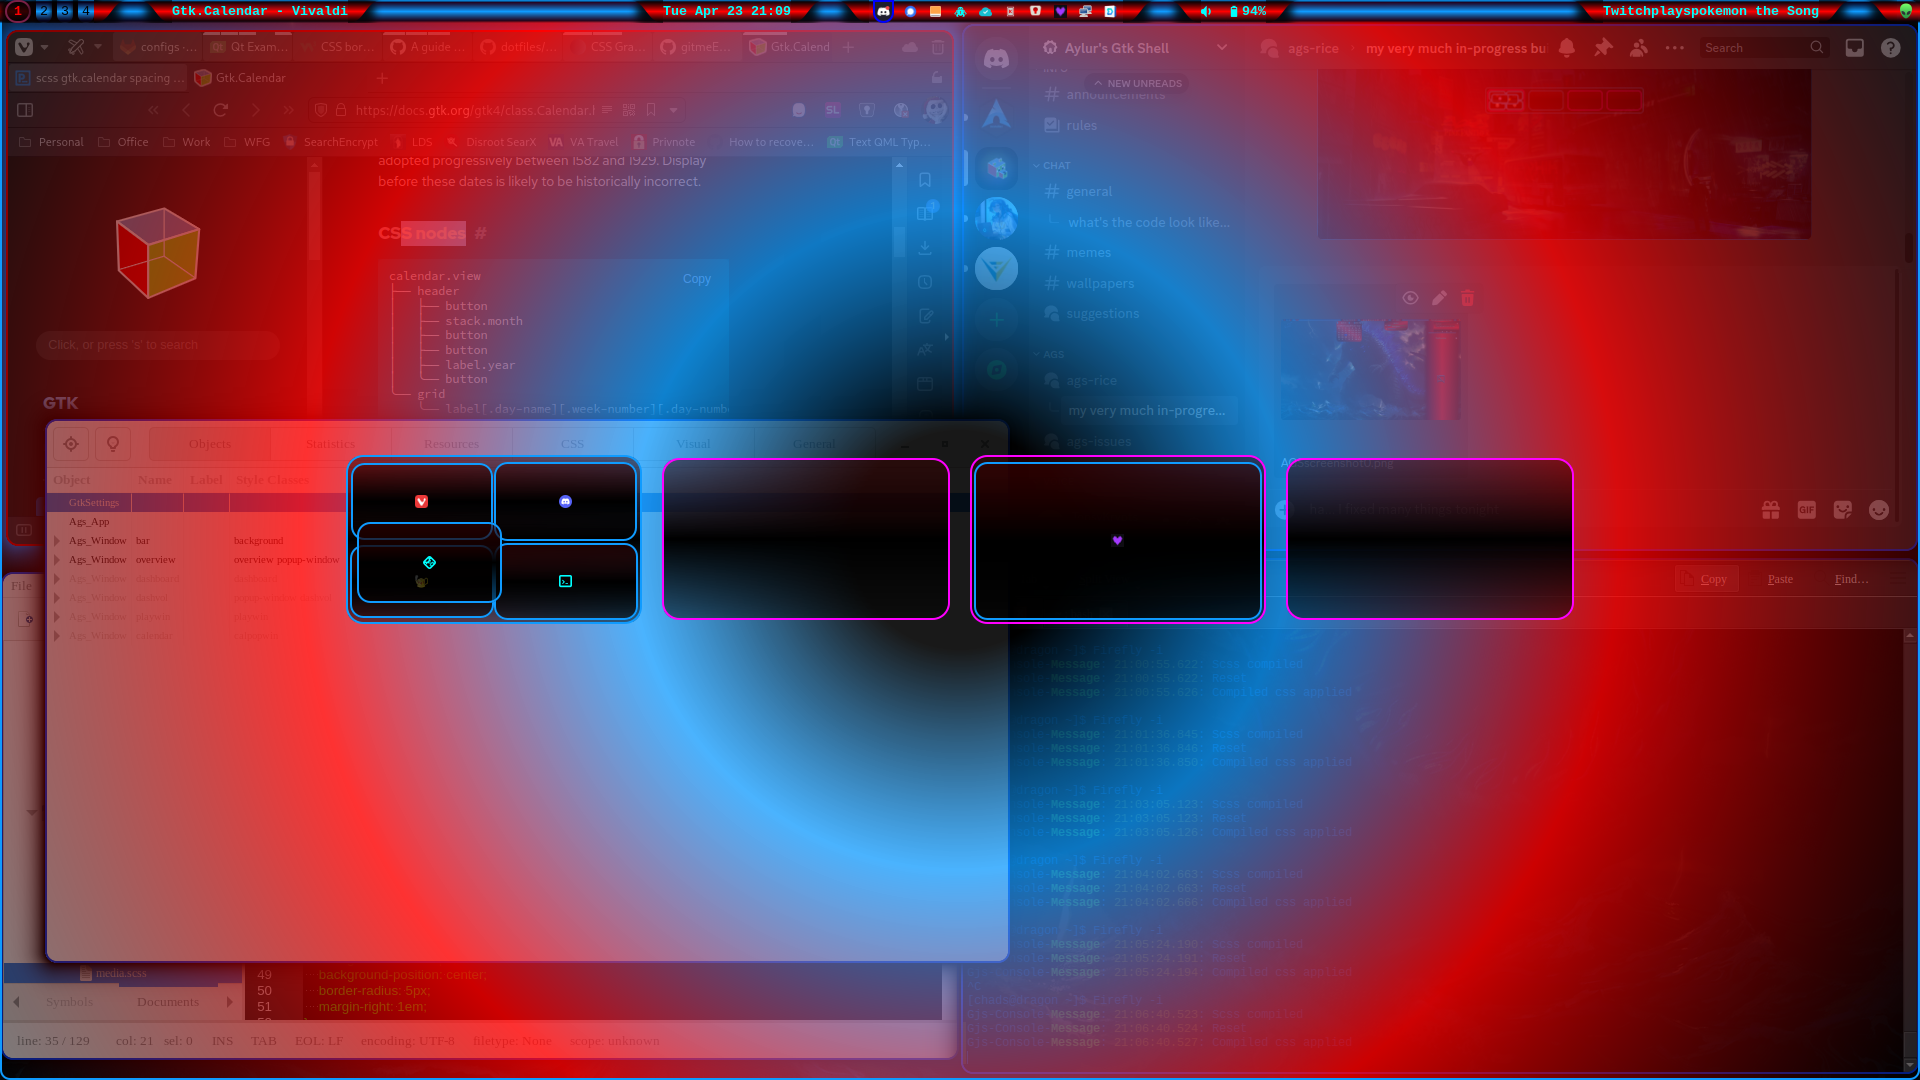 1 2 3 4
Gtk.Calendar - Vivaldi
Tue Apr 23 21:09
94%
Twitchplayspokemon the Song
configs -...
Qt Exam...
CSS bor...
A guide ...
dotfiles/...
CSS Gra...
gitmeE...
Gtk.Calend
scss gtk.calendar spacing ...
Gtk.Calendar
https://docs.gtk.org/gtk4/class.Calendar.h
Personal
Office
Work
WFG
SearchEncrypt
LDS
Disroot SearX
VA Travel
Privnote
How to recove...
Text QML Typ...
adopted progressively between 1582 and 1929. Display
before these dates is likely to be historically incorrect.
CSS nodes #
Copy
calendar.view
├── header
├── button
├── stack.month
├── button
├── button
├── label.year
╰── button
╰── grid
╰── label[.day-name][.week-number][.day-numb
Click, or press 's' to search
GTK
Aylur's Gtk Shell
ags-rice
my very much in-progress bu
Search
NEW UNREADS
announcements
rules
CHAT
general
what's the code look like...
memes
wallpapers
suggestions
AGS
ags-rice
my very much in-progre...
ags-issues
GIF
Objects
Statistics
Resources
CSS
Visual
General
Object
Name
Label
Style Classes
GtkSettings
Ags_App
Ags_Window bar background
Ags_Window overview overview popup-window
Ags_Window
Ags_Window
Ags_Window
Ags_Window calendar
File
Copy
Paste
Find...
Message: 21:00:55.622: Scss compiled
Message: 21:00:55.622: Reset
Message: 21:00:55.626: Compiled css applied
Message: 21:01:36.845: Scss compiled
Message: 21:01:36.846: Reset
Message: 21:01:36.850: Compiled css applied
Message: 21:03:05.123: Scss compiled
Message: 21:03:05.123: Reset
Message: 21:03:05.126: Compiled css applied
Message: 21:04:02.663: Scss compiled
Message: 21:04:02.663: Reset
Message: 21:04:02.666: Compiled css applied
Message: 21:05:24.190: Scss compiled
Message: 21:05:24.191: Reset
Message: 21:05:24.194: Compiled css applied
Gjs-Console-Message: 21:06:40.523: Scss compiled
Gjs-Console-Message: 21:06:40.524: Reset
Gjs-Console-Message: 21:06:40.527: Compiled css applied
media.scss
Symbols
Documents
49 background-position: center;
50 border-radius: 5px;
51 margin-right: 1em;
line: 35 / 129
col: 21
sel: 0
INS
TAB
EOL: LF
encoding: UTF-8
filetype: None
scope: unknown